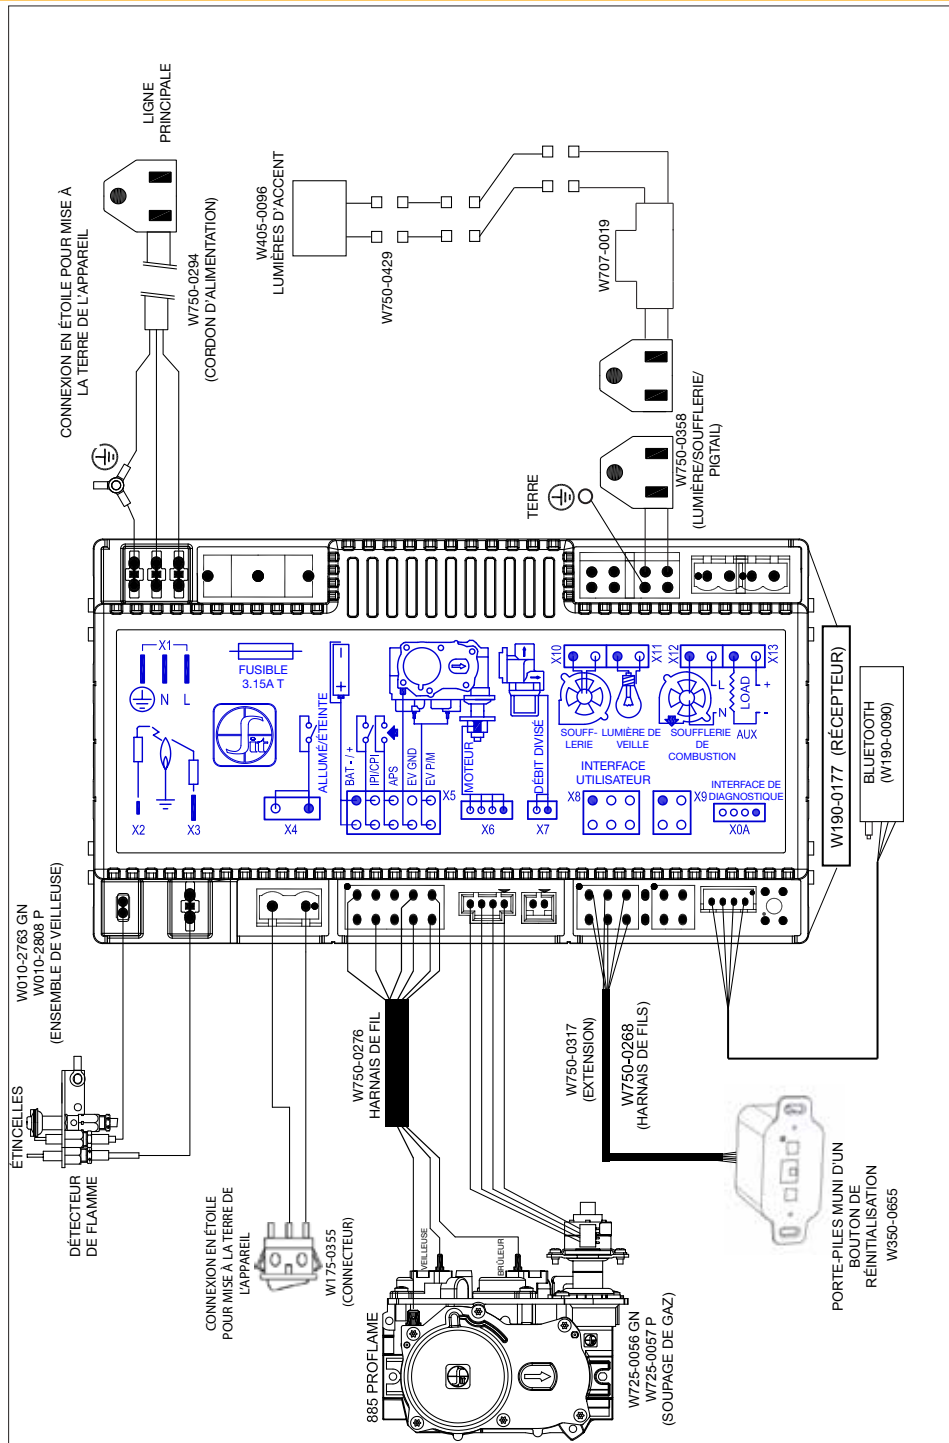 CONNEXION EN ÉTOILE POUR MISE À
LA TERRE DE L'APPAREIL
LIGNE
PRINCIPALE
W750-0294
(CORDON D'ALIMENTATION)
W405-0096
LUMIÈRES D'ACCENT
W750-0429
W707-0019
W750-0358
(LUMIÈRE/SOUFFLERIE/
PIGTAIL)
TERRE
X1
N
L
FUSIBLE
3.15A T
Sit
ALLUMÉ/ÉTEINTE
X2
X3
X4
- +
BAT - / +
IPI/CPI
APS
EV GND
EV P/M
X5
MOTEUR
X6
DÉBIT DIVISÉ
X7
X10
X11
X12
X13
SOUFF-
LERIE
LUMIÈRE DE
VEILLE
SOUFFLERIE
DE
COMBUSTION
L
N
LOAD
+
-
AUX
INTERFACE
UTILISATEUR
X8
X9
INTERFACE DE
DIAGNOSTIQUE
X0A
W190-0177 (RÉCEPTEUR)
BLUETOOTH
(W190-0090)
W010-2763 GN
W010-2808 P
(ENSEMBLE DE VEILLEUSE)
ÉTINCELLES
DÉTECTEUR
DE FLAMME
CONNEXION EN ÉTOILE
POUR MISE À LA TERRE DE
L'APPAREIL
W175-0355
(CONNECTEUR)
W750-0276
HARNAIS DE FIL
VEILLEUSE
BRÛLEUR
885 PROFLAME
W725-0056 GN
W725-0057 P
(SOUPAGE DE GAZ)
W750-0317
(EXTENSION)
W750-0268
(HARNAIS DE FILS)
PORTE-PILES MUNI D'UN
BOUTON DE
RÉINITIALISATION
W350-0655